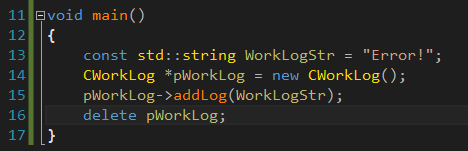 11 void main()
12 {
13 const std::string WorkLogStr = "Error!";
14 CWorkLog *pWorkLog = new CWorkLog();
15 pWorkLog->addLog(WorkLogStr);
16 delete pWorkLog;
17 }